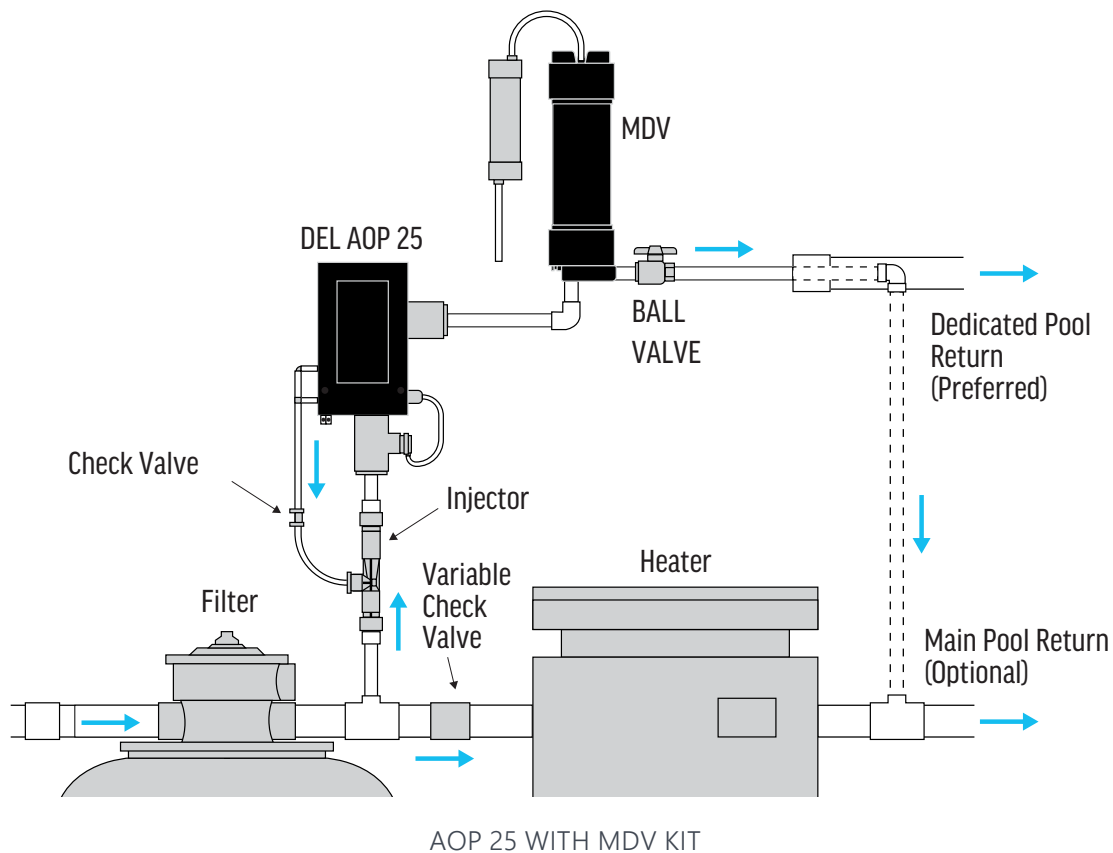 MDV
DEL AOP 25
BALL
VALVE
Dedicated Pool
Return
(Preferred)
Check Valve
Injector
Variable
Check
Valve
Heater
Filter
Main Pool Return
(Optional)
AOP 25 WITH MDV KIT